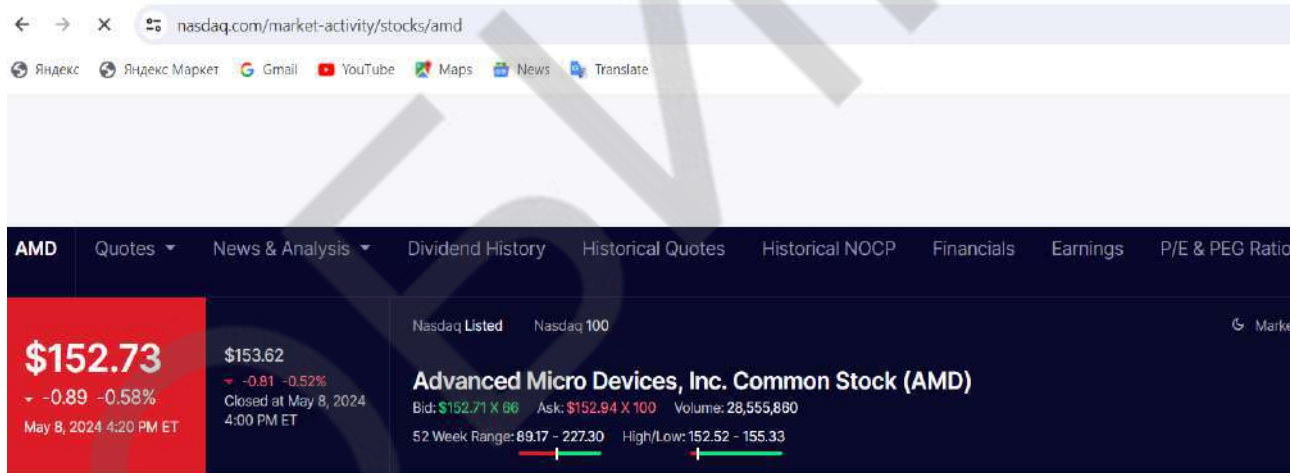 nasdaq.com/market-activity/stocks/amd
Яндекс Яндекс Маркет Gmail YouTube Maps News Translate
AMD Quotes News & Analysis Dividend History Historical Quotes Historical NOCP Financials Earnings P/E & PEG Ratio
Nasdaq Listed Nasdaq 100
$152.73
-0.89 -0.58%
May 8, 2024 4:20 PM ET
$153.62
-0.81 -0.52%
Closed at May 8, 2024
4:00 PM ET
Advanced Micro Devices, Inc. Common Stock (AMD)
Bid: $152.71 X 66 Ask: $152.94 X 100 Volume: 28,555,860
52 Week Range: 89.17 - 227.30 High/Low: 152.52 - 155.33